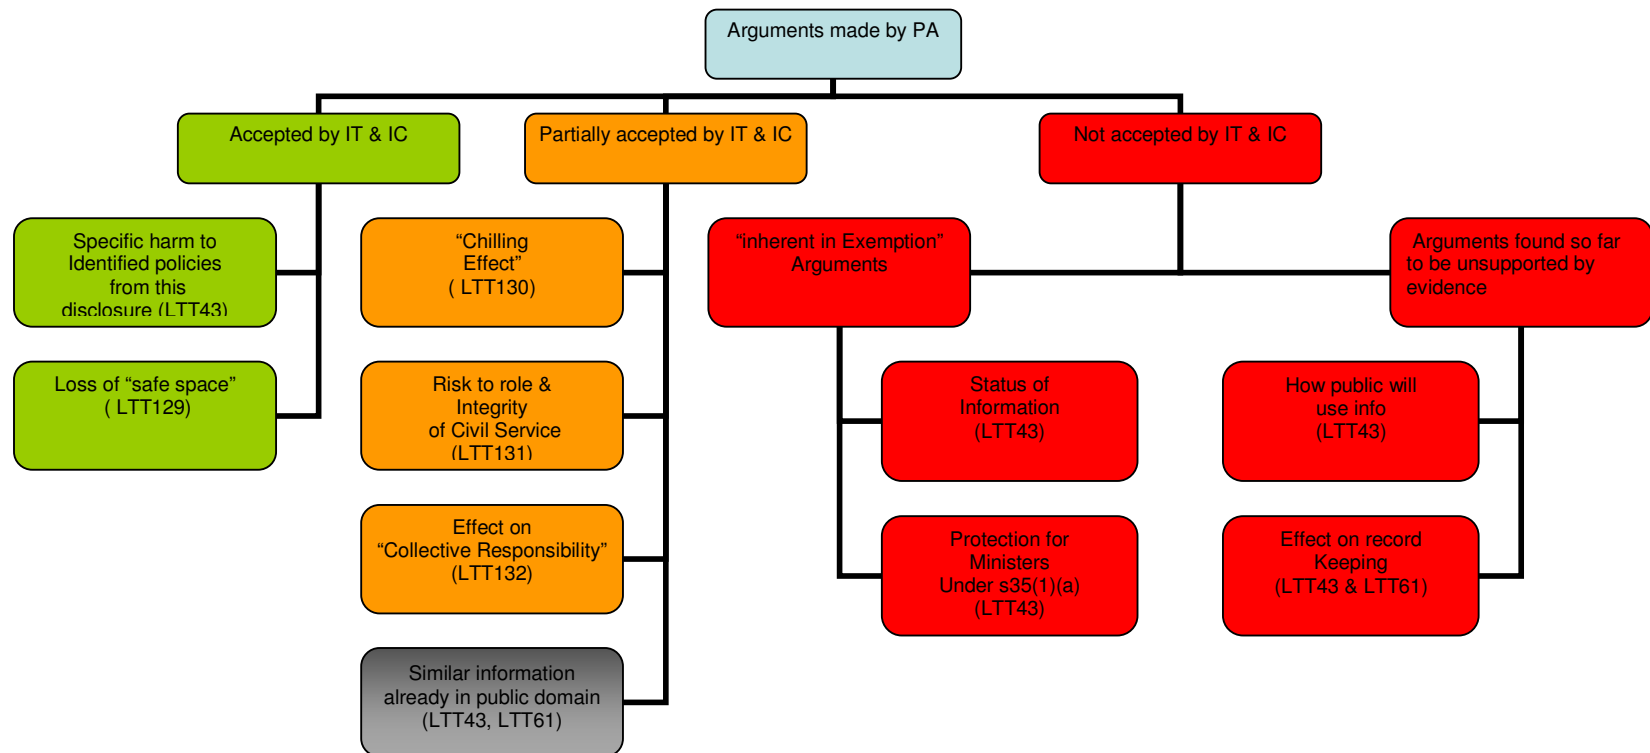 Arguments made by PA
Accepted by IT & IC
Partially accepted by IT & IC
Not accepted by IT & IC
Specific harm to
Identified policies
from this
disclosure (LTT43)
Loss of “safe space”
( LTT129)
“Chilling
Effect”
( LTT130)
Risk to role &
Integrity
of Civil Service
(LTT131)
Effect on
“Collective Responsibility”
(LTT132)
Similar information
already in public domain
(LTT43, LTT61)
“inherent in Exemption”
Arguments
Status of
Information
(LTT43)
Protection for
Ministers
Under s35(1)(a)
(LTT43)
Arguments found so far
to be unsupported by
evidence
How public will
use info
(LTT43)
Effect on record
Keeping
(LTT43 & LTT61)